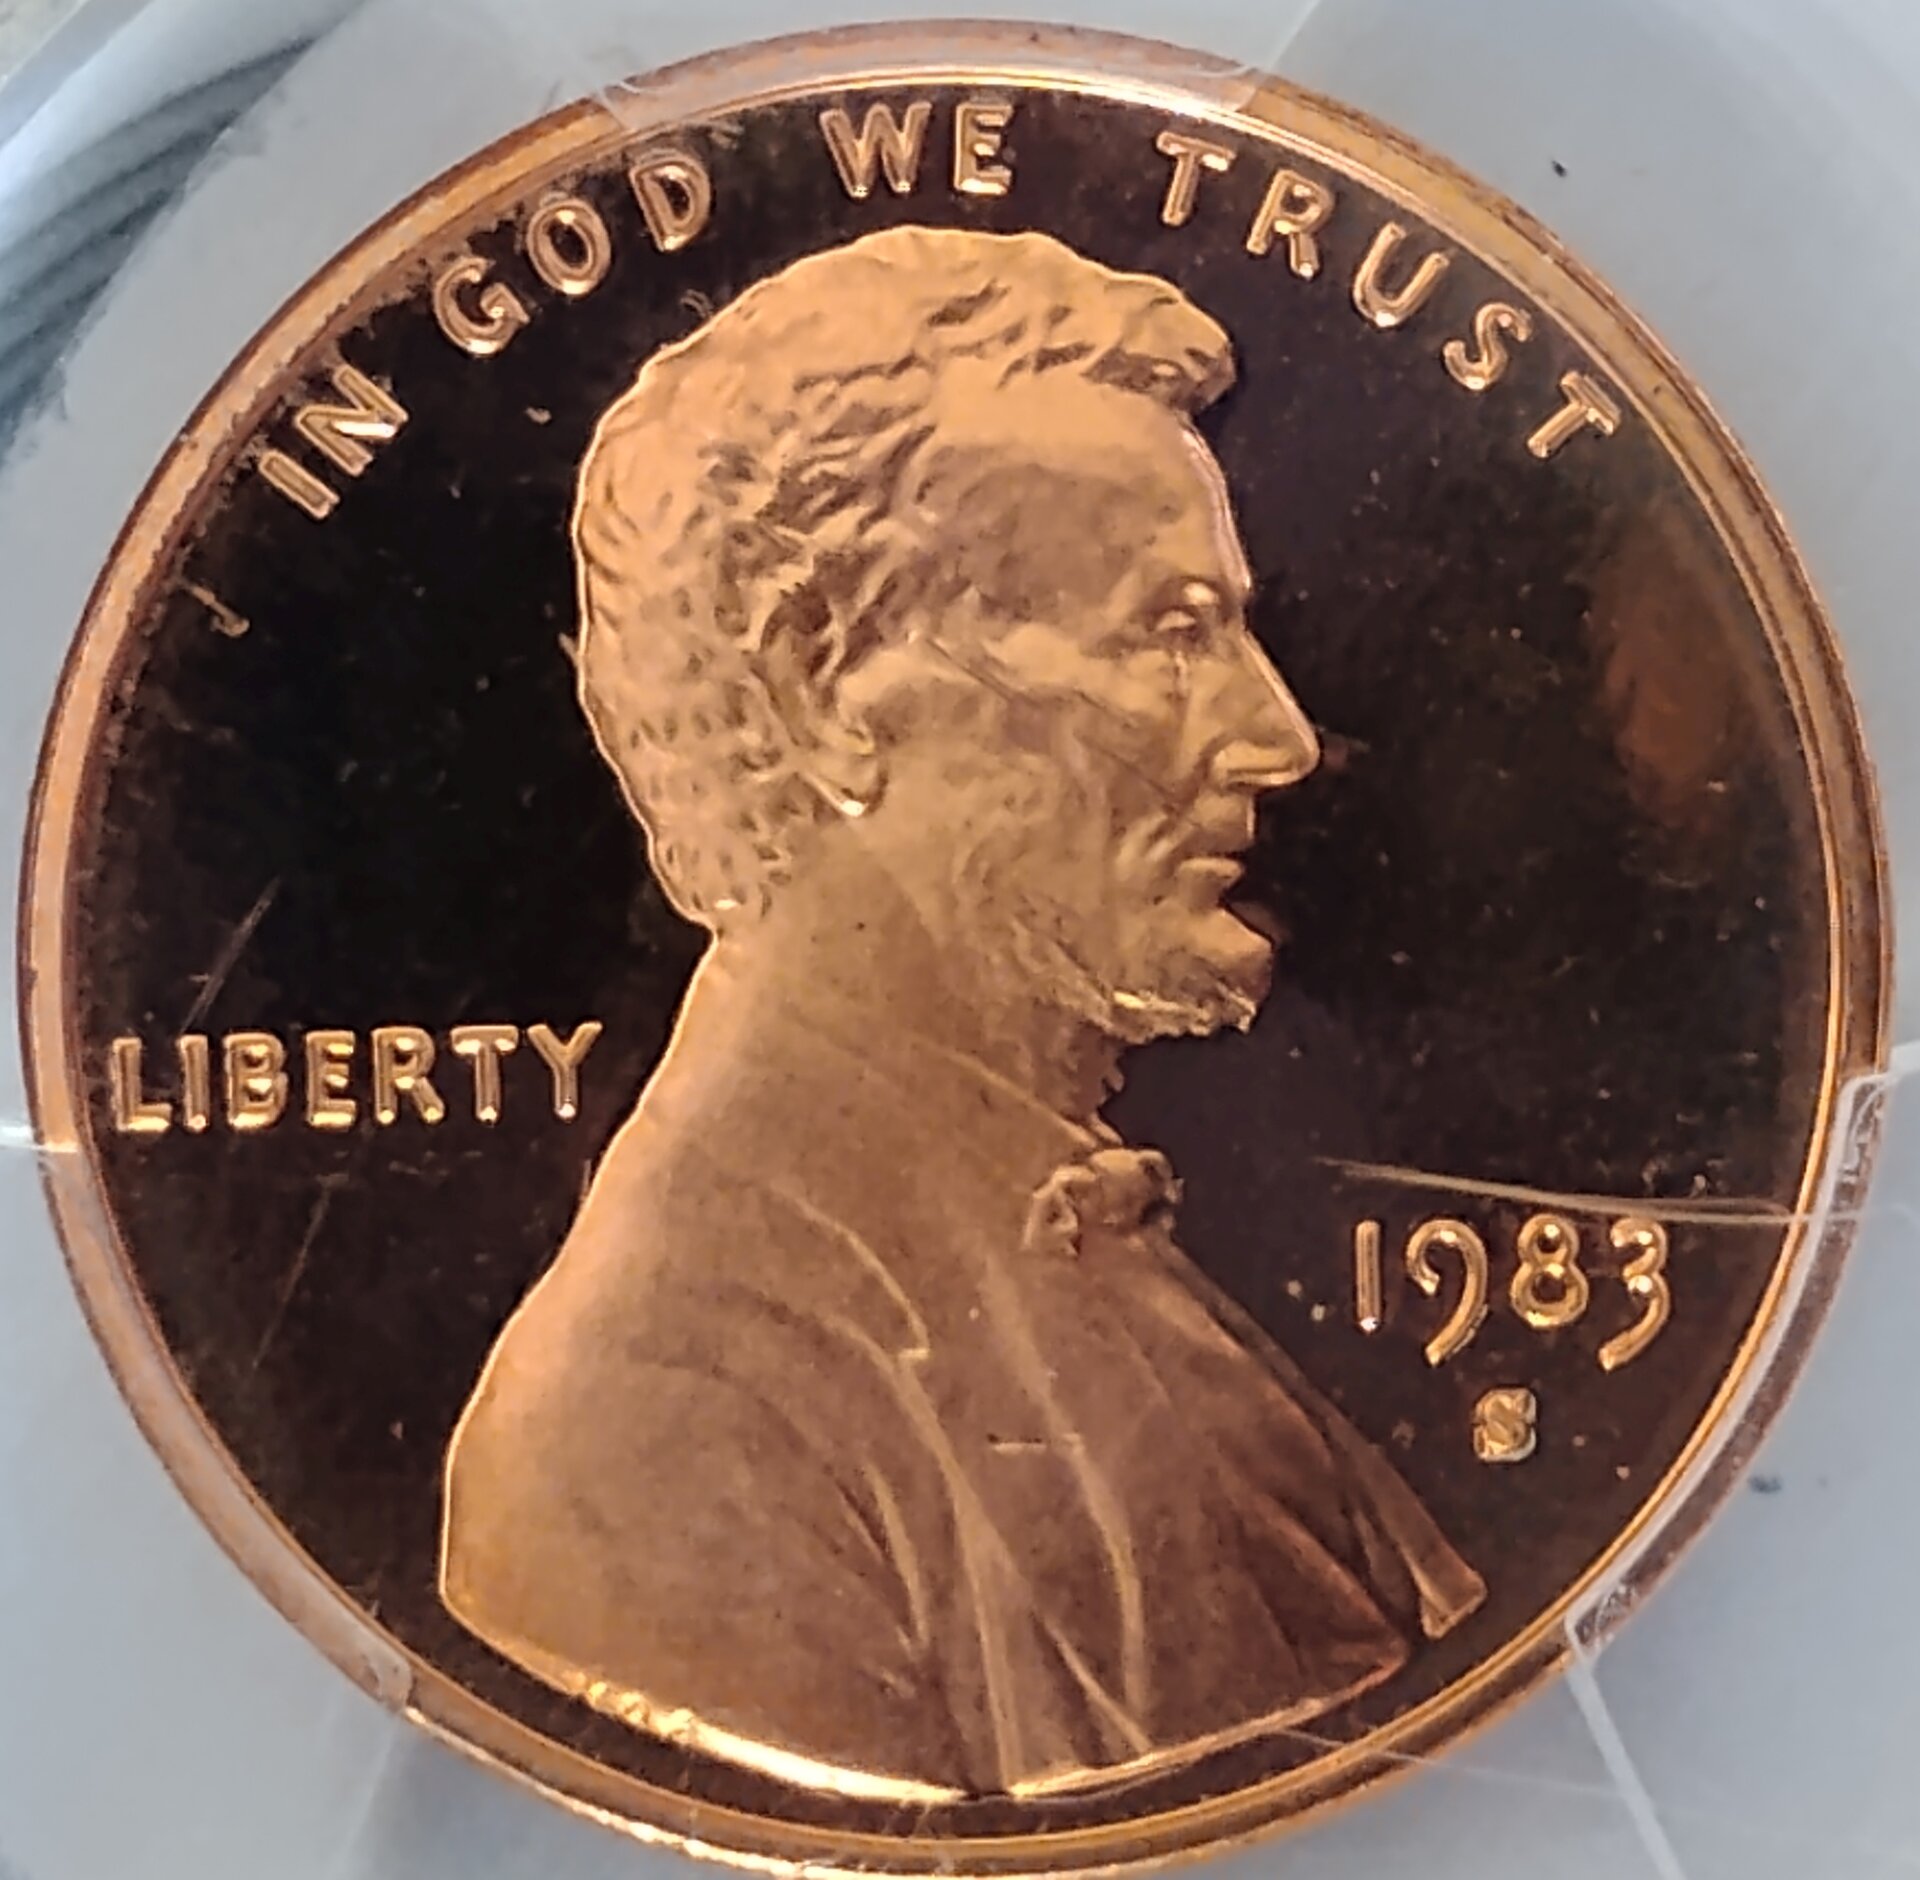 IN GOD WE TRUST
LIBERTY
1983
S